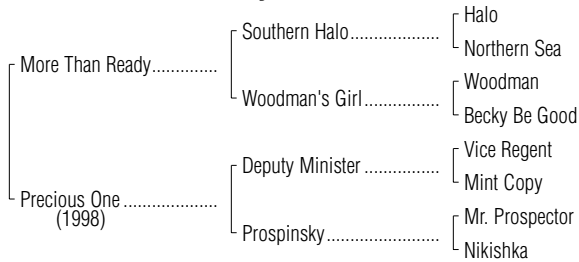 Halo
Southern Halo....................
Northern Sea
More Than Ready..............
Woodman
Woodman's Girl.................
Becky Be Good
Vice Regent
Deputy Minister .................
Mint Copy
Precious One ....................
(1998)
Mr. Prospector
Prospinsky .........................
Nikishka